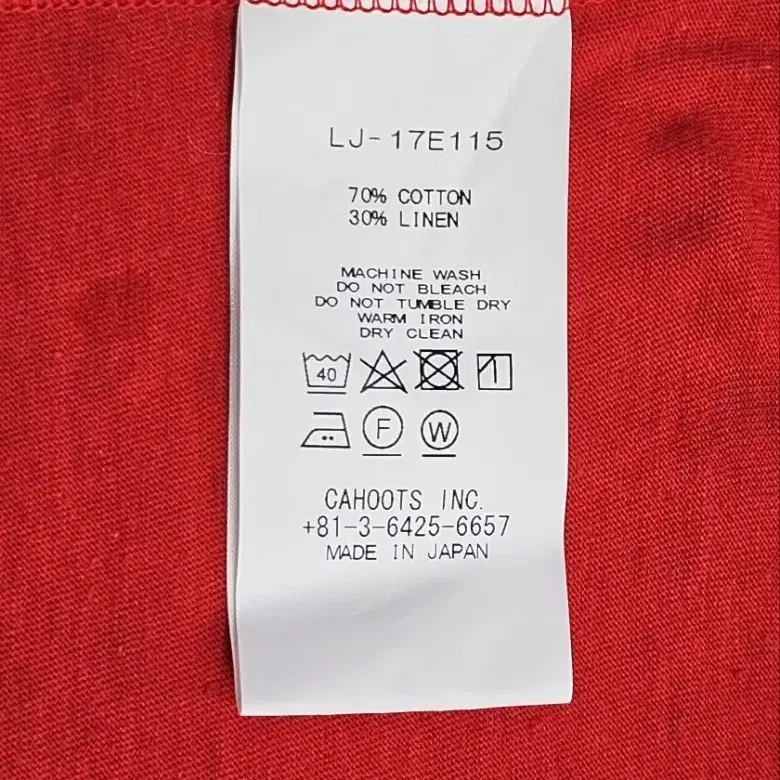 LJ-17E115
70% COTTON
30% LINEN
MACHINE WASH
DO NOT BLEACH
DO NOT TUMBLE DRY
WARM IRON
DRY CLEAN
40
F W
CAHOOTS INC.
+81-3-6425-6657
MADE IN JAPAN